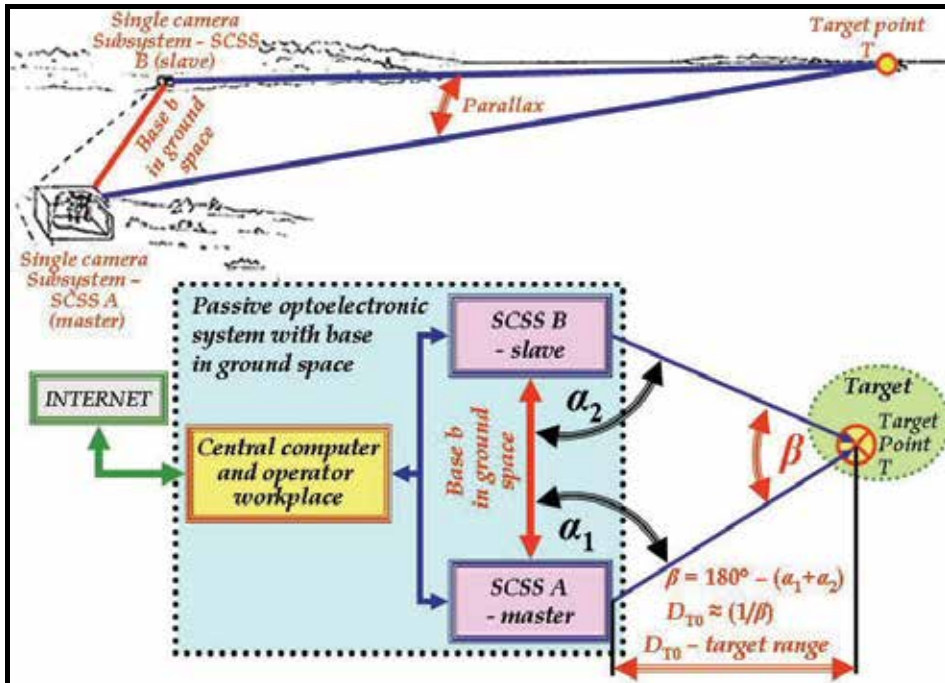 Single camera
Subsystem – SCSS
B (slave)
Target point
T
Parallax
Base b
in ground
space
Single camera
Subsystem –
SCSS A
(master)
Passive optoelectronic
system with base
in ground space
SCSS B
- slave
INTERNET
Central computer
and operator
workplace
Base b
in ground
space
α₂
α₁
β
Target
Target
Point
T
SCSS A
- master
β = 180° – (α₁+α₂)
D_T0 ≈ (1/β)
D_T0 – target range